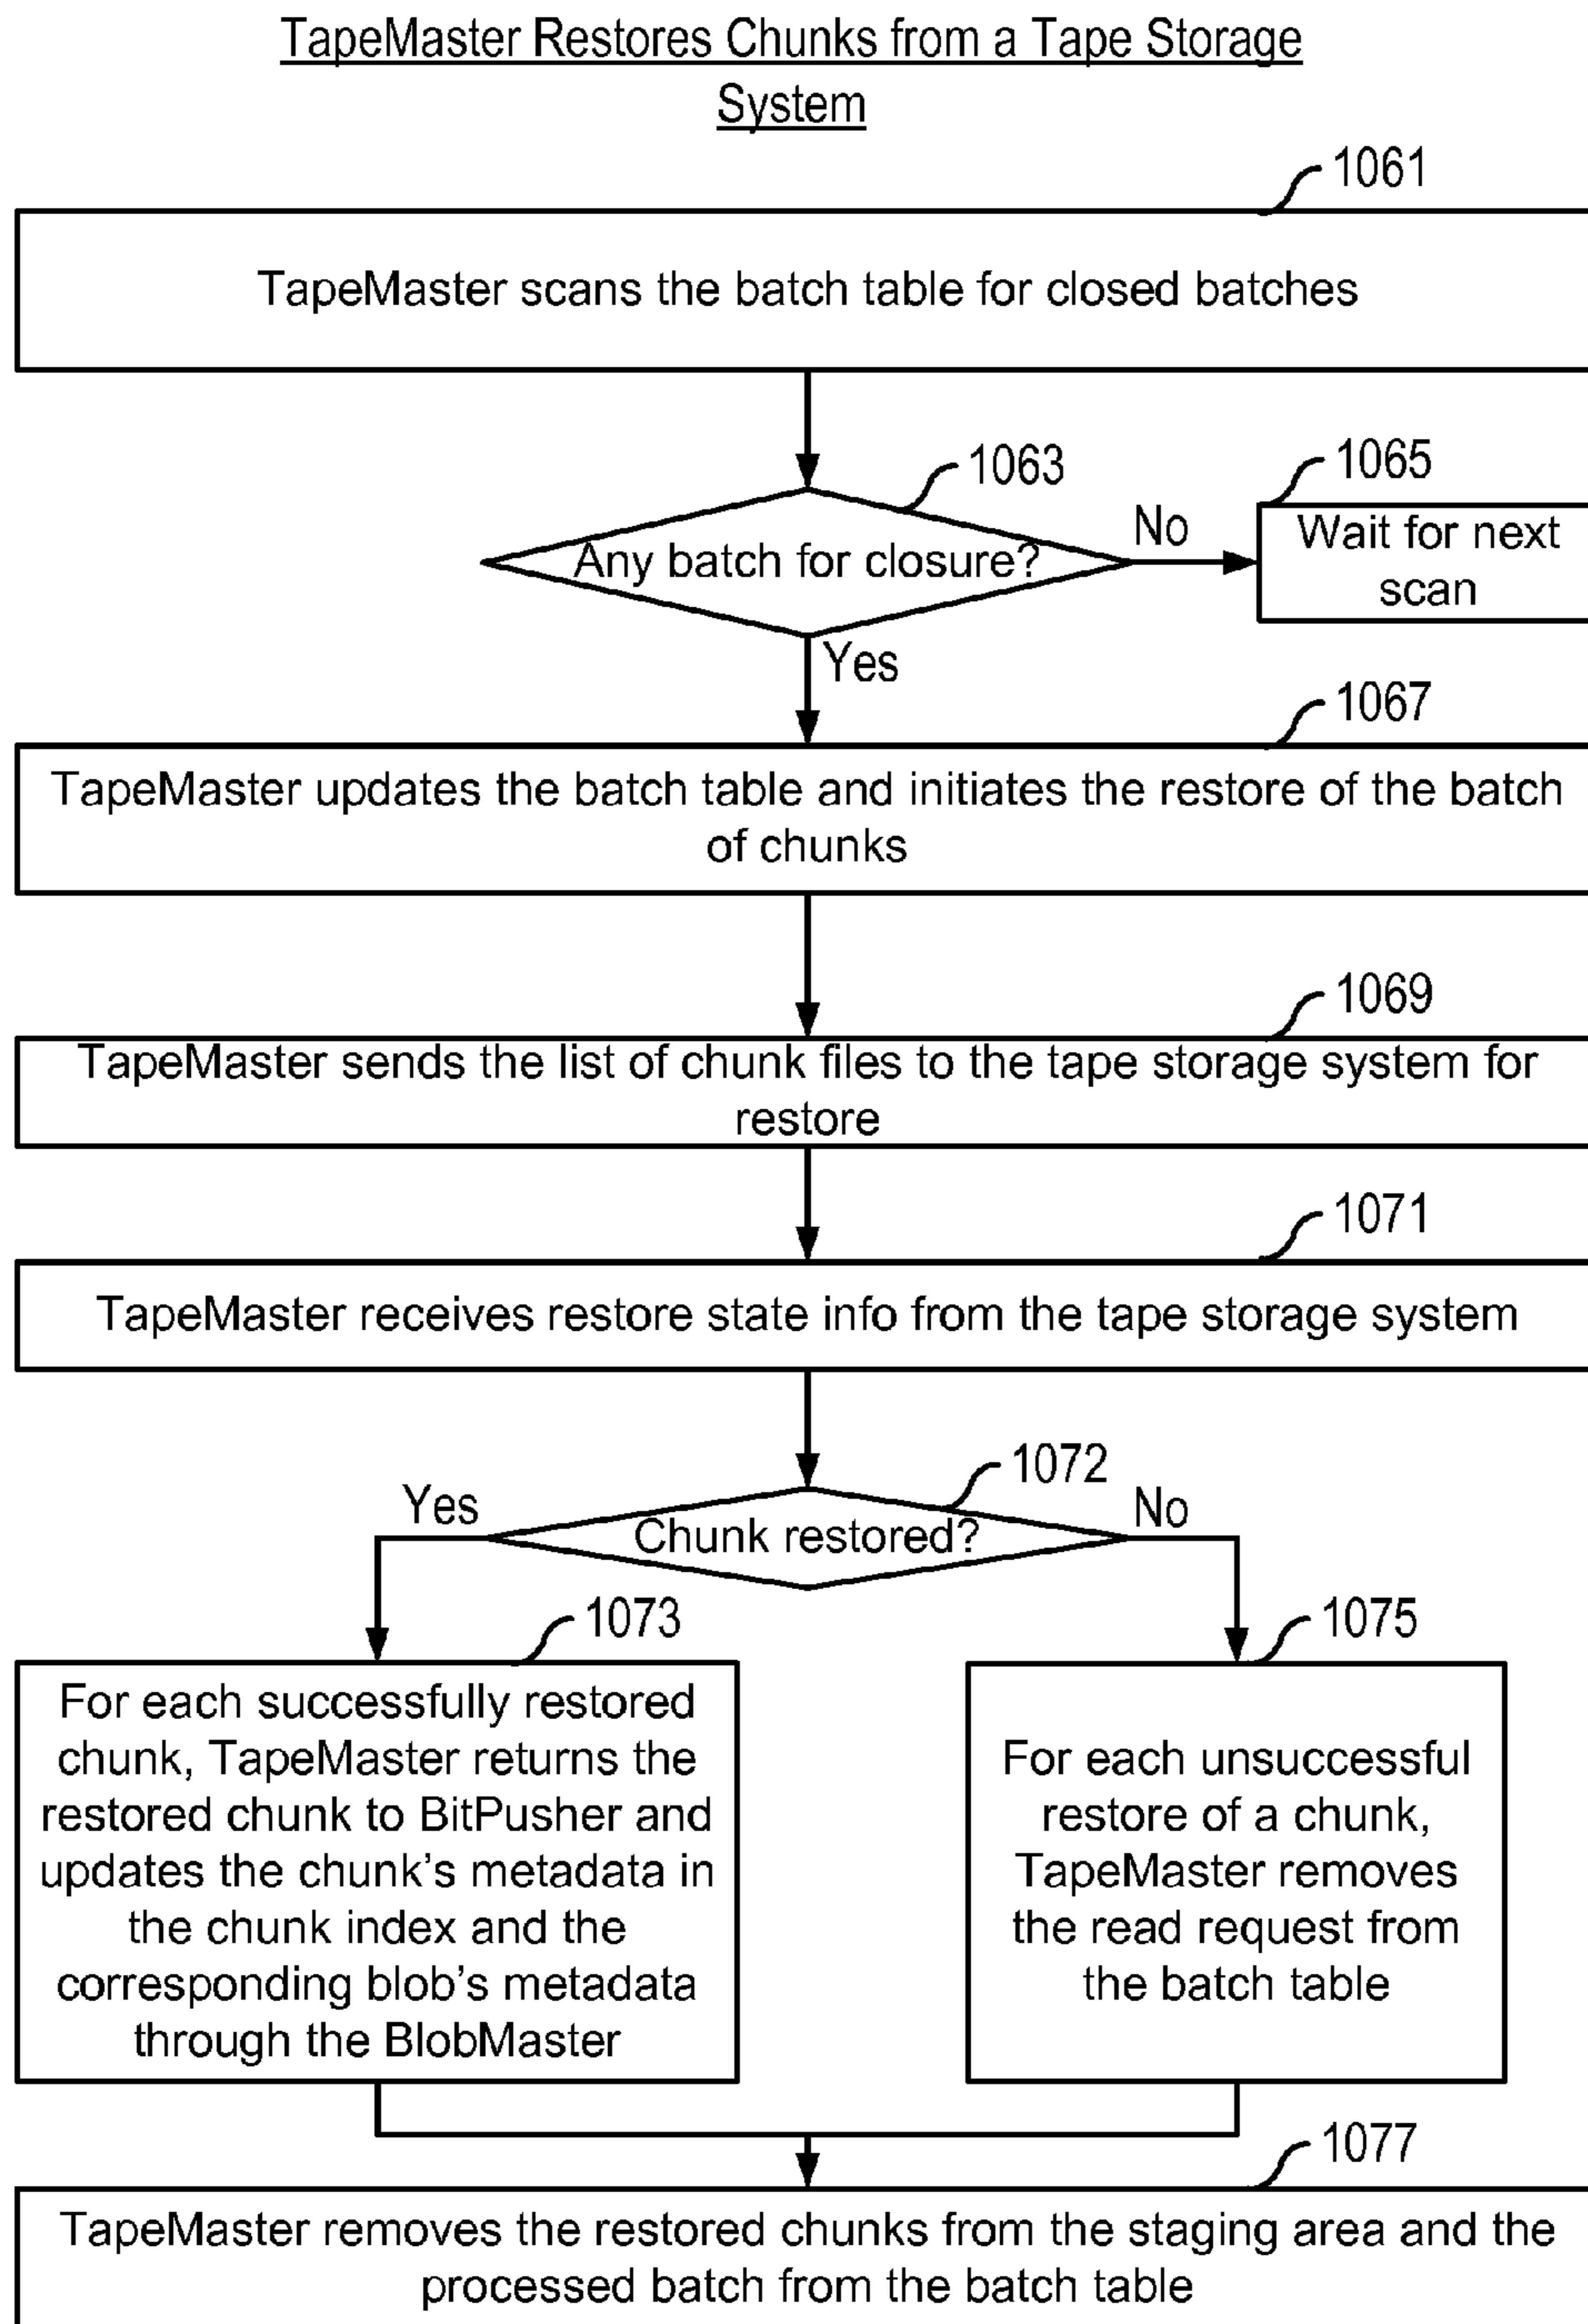 TapeMaster Restores Chunks from a Tape Storage
System
1061
TapeMaster scans the batch table for closed batches
1063
1065
Any batch for closure?
No
Wait for next
scan
Yes
1067
TapeMaster updates the batch table and initiates the restore of the batch
of chunks
1069
TapeMaster sends the list of chunk files to the tape storage system for
restore
1071
TapeMaster receives restore state info from the tape storage system
1072
Yes
No
Chunk restored?
1073
1075
For each successfully restored
chunk, TapeMaster returns the
restored chunk to BitPusher and
updates the chunk's metadata in
the chunk index and the
corresponding blob's metadata
through the BlobMaster
For each unsuccessful
restore of a chunk,
TapeMaster removes
the read request from
the batch table
1077
TapeMaster removes the restored chunks from the staging area and the
processed batch from the batch table